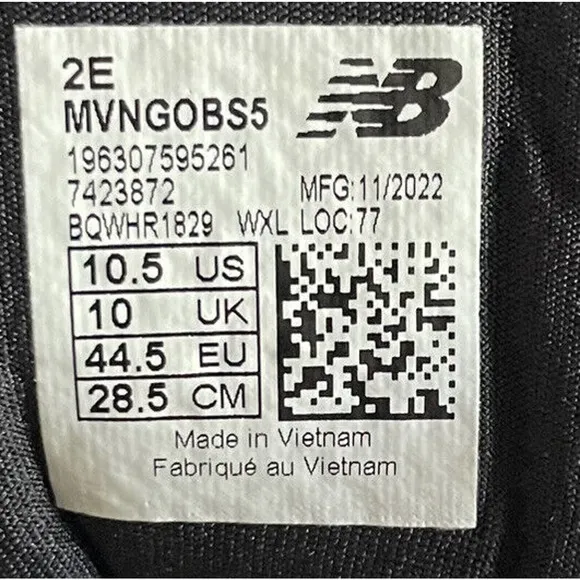 2E
MVNGOBS5
NB
196307595261
7423872 MFG:11/2022
BQWHR1829 WXL LOC:77
10.5 US
10 UK
44.5 EU
28.5 CM
Made in Vietnam
Fabriqué au Vietnam